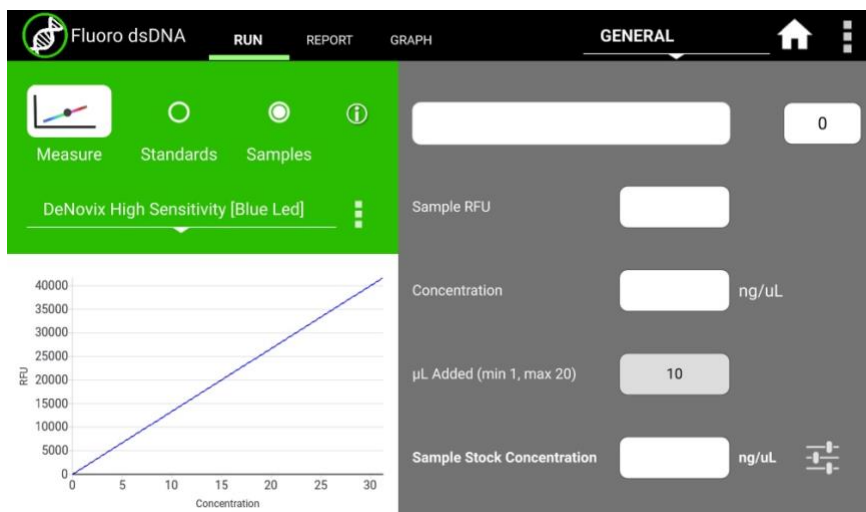 Fluoro dsDNA RUN REPORT GRAPH GENERAL
Measure Standards Samples
DeNovix High Sensitivity [Blue Led]
40000
35000
30000
25000
20000
15000
10000
5000
0
RFU
0 5 10 15 20 25 30
Concentration
0
Sample RFU
Concentration ng/uL
µL Added (min 1, max 20) 10
Sample Stock Concentration ng/uL